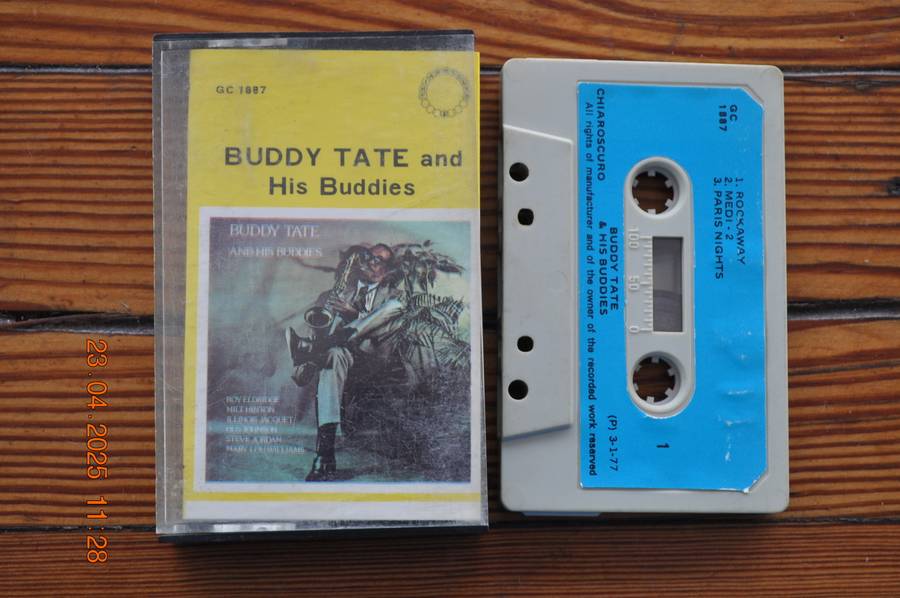 GC 1887
BUDDY TATE and
His Buddies
BUDDY TATE
AND HIS BUDDIES
ROY ELDRIDGE
MILT HINTON
ILLINOIS JACQUET
GUS JOHNSON
STEVE JORDAN
MARY LOU WILLIAMS
GC
1887
1. ROCKAWAY
2. MEDI - 2
3. PARIS NIGHTS
1
BUDDY TATE
& HIS BUDDIES
(P) 3-1-77
CHIAROSCURO
All rights of manufacturer and of the owner of the recorded work reserved
100 50 0
23.04.2025 11:28